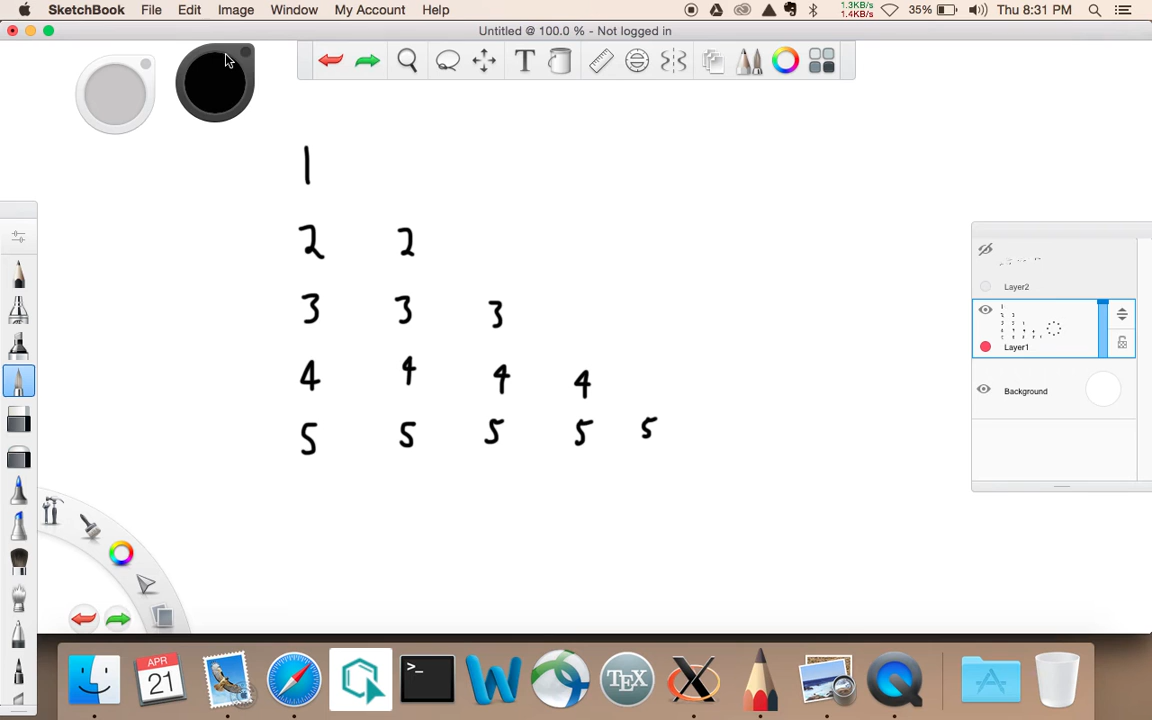 SketchBook File Edit Image Window My Account Help 1.3KB/s 1.4KB/s 35% Thu 8:31 PM
Untitled @ 100.0 % - Not logged in
T
1
2 2
3 3 3
4 4 4 4
5 5 5 5 5
Layer2
Layer1
Background
APR
21
>_
W
TEX
X
A
Q